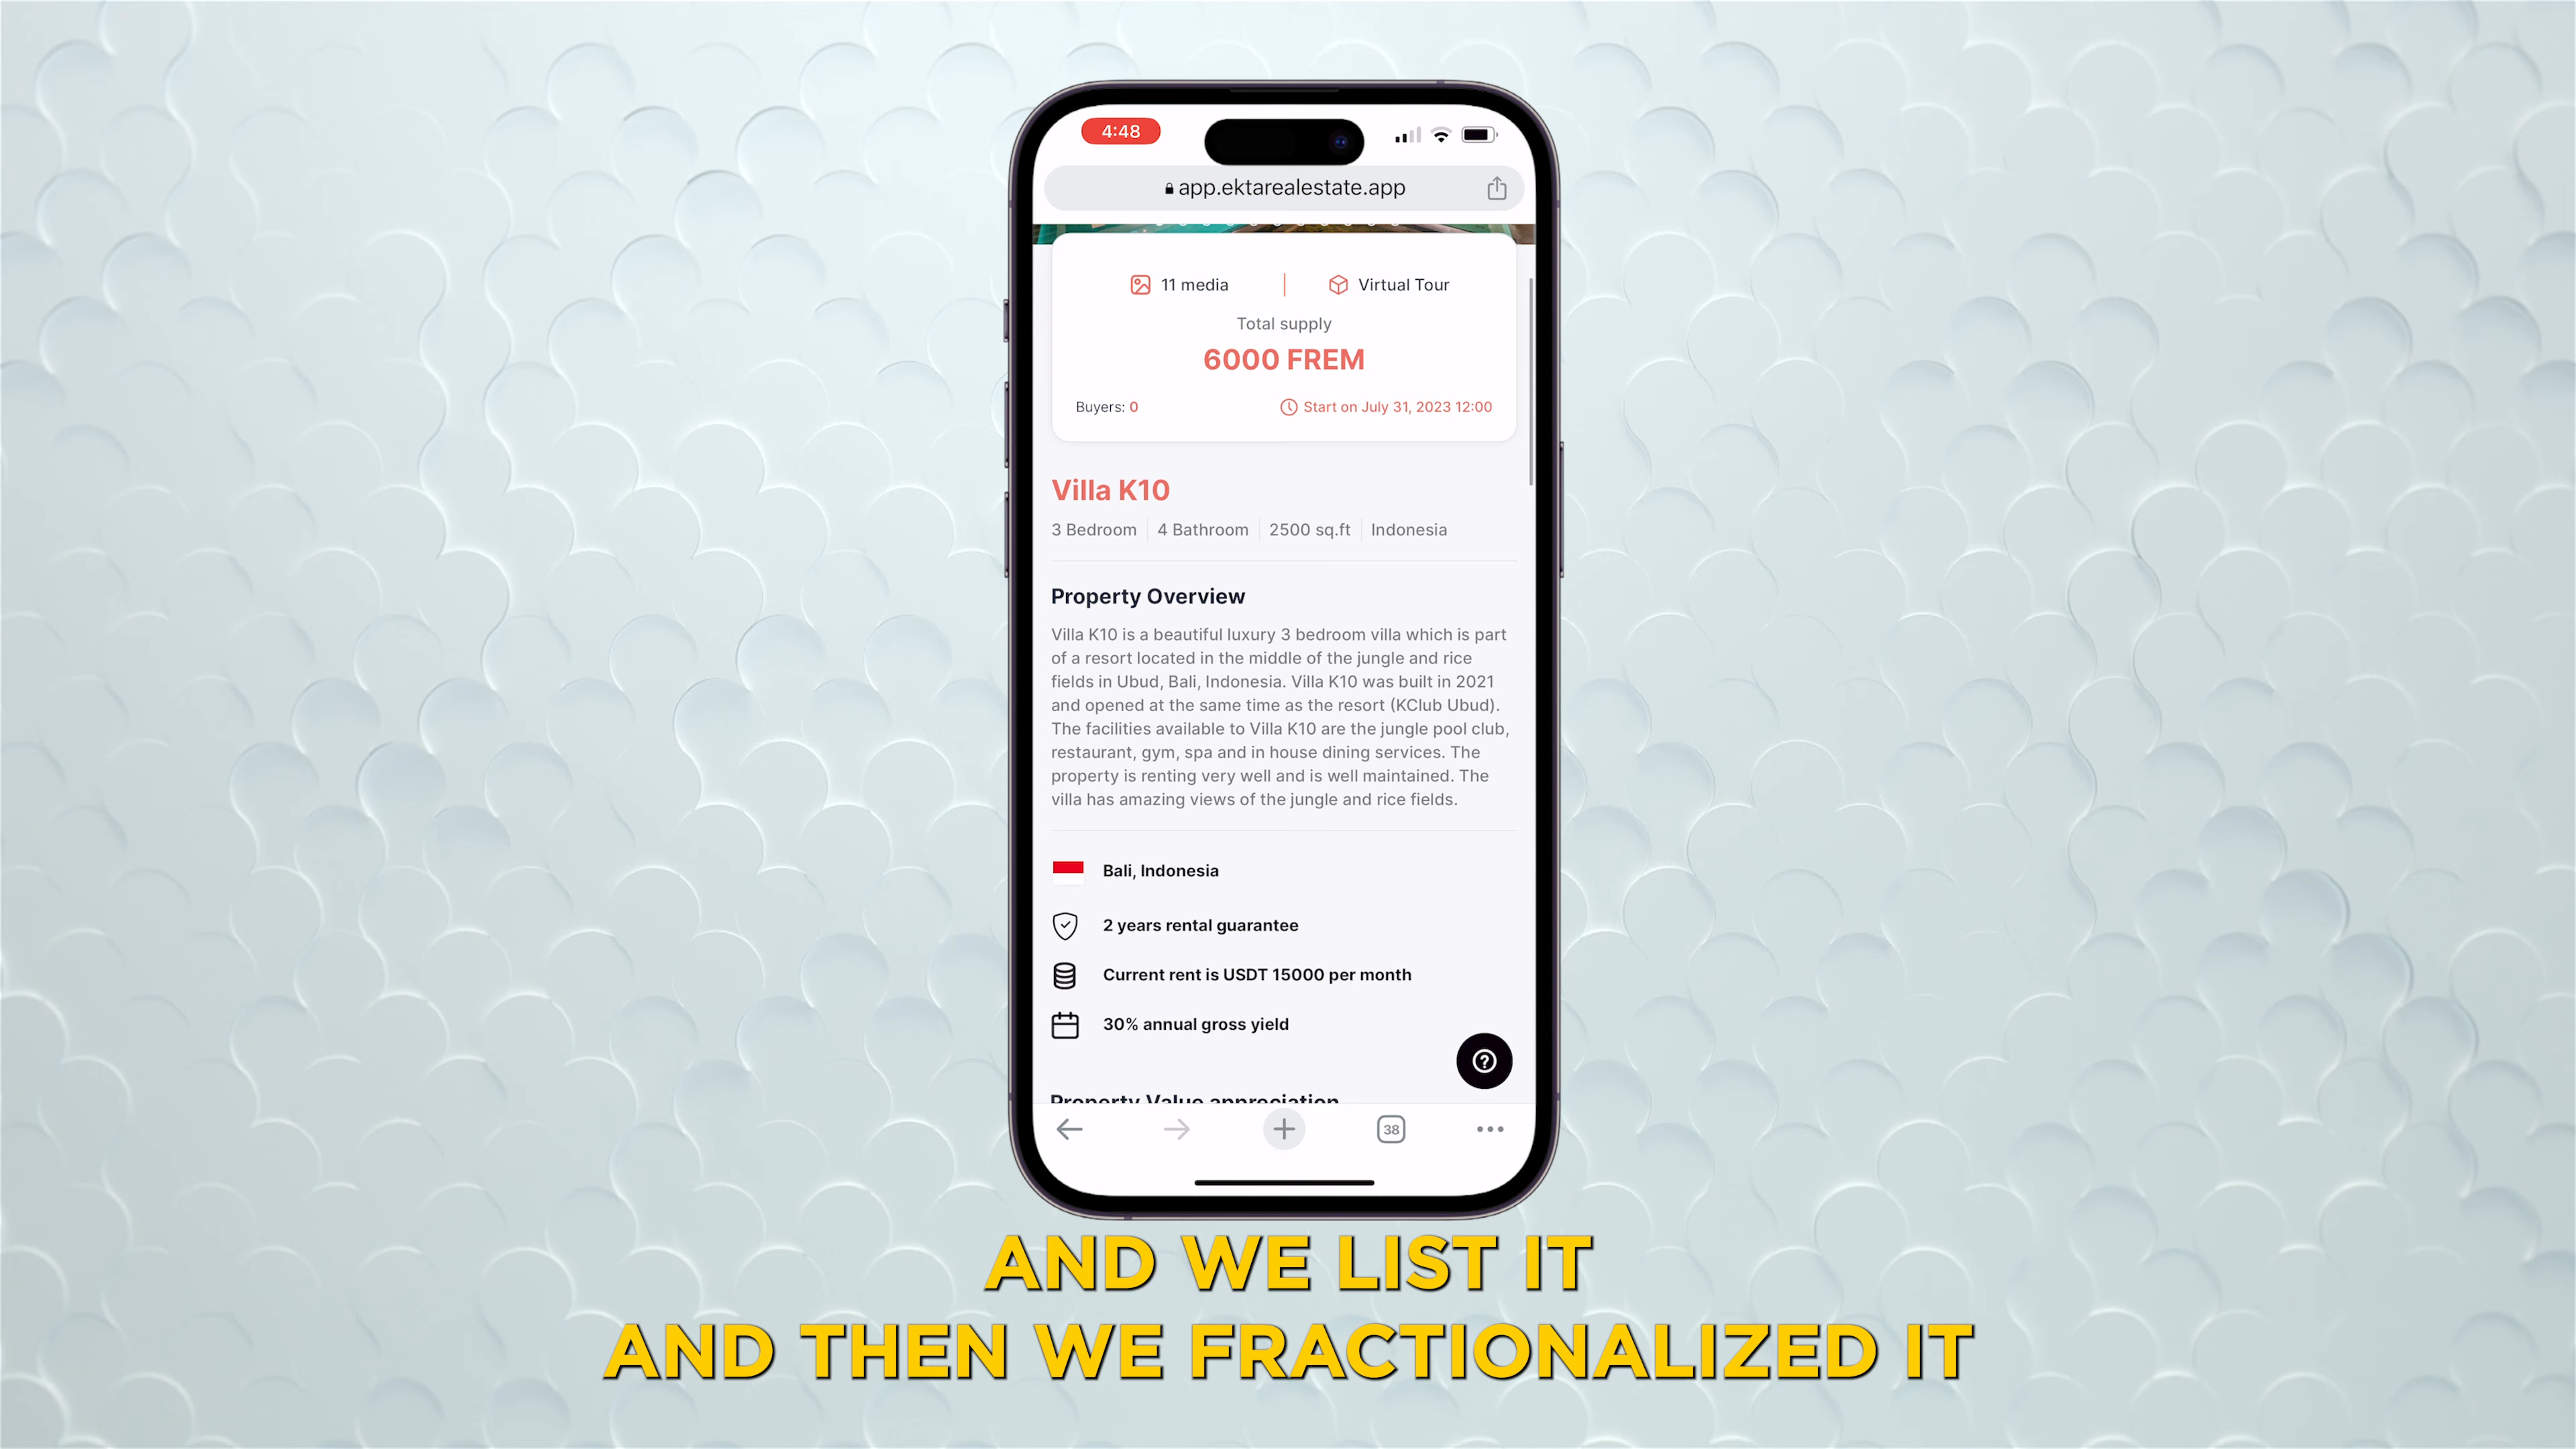 4:48
app.ektarealestate.app
11 media | Virtual Tour
Total supply
6000 FREM
Buyers: 0 Start on July 31, 2023 12:00
Villa K10
3 Bedroom 4 Bathroom 2500 sq.ft Indonesia
Property Overview
Villa K10 is a beautiful luxury 3 bedroom villa which is part
of a resort located in the middle of the jungle and rice
fields in Ubud, Bali, Indonesia. Villa K10 was built in 2021
and opened at the same time as the resort (KClub Ubud).
The facilities available to Villa K10 are the jungle pool club,
restaurant, gym, spa and in house dining services. The
property is renting very well and is well maintained. The
villa has amazing views of the jungle and rice fields.
Bali, Indonesia
2 years rental guarantee
Current rent is USDT 15000 per month
30% annual gross yield
Property Value appreciation
38
AND WE LIST IT
AND THEN WE FRACTIONALIZED IT